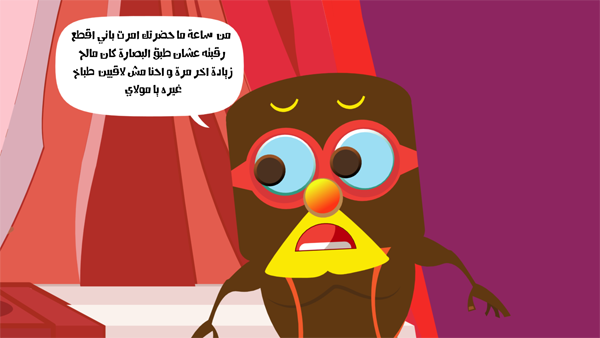 من ساعة ما حضرتك امرت باني اقطع
رقبته عشان طبق البصارة كان مالح
زيادة اخر مرة و احنا مش لاقيين طباخ
غيره يا مولاي